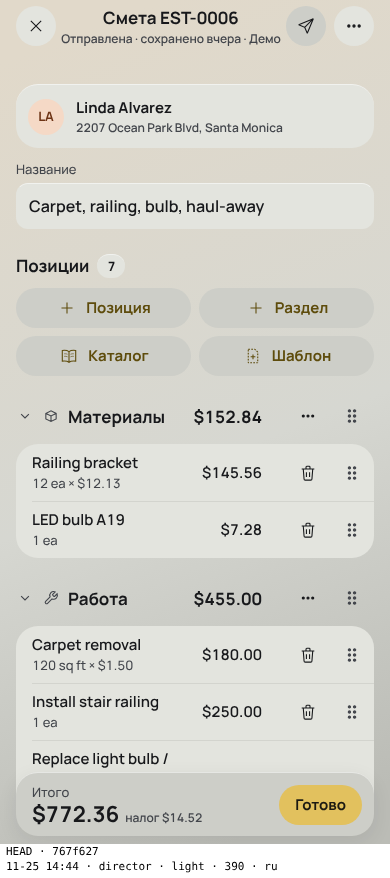 Смета EST-0006
Отправлена · сохранено вчера · Демо
LA
Linda Alvarez
2207 Ocean Park Blvd, Santa Monica
Название
Carpet, railing, bulb, haul-away
Позиции 7
Позиция
Раздел
Каталог
Шаблон
Материалы $152.84
Railing bracket
12 ea × $12.13
$145.56
LED bulb A19
1 ea
$7.28
Работа $455.00
Carpet removal
120 sq ft × $1.50
$180.00
Install stair railing
1 ea
$250.00
Replace light bulb /
Итого
$772.36 налог $14.52
Готово
HEAD · 767f627
11-25 14:44 · director · light · 390 · ru